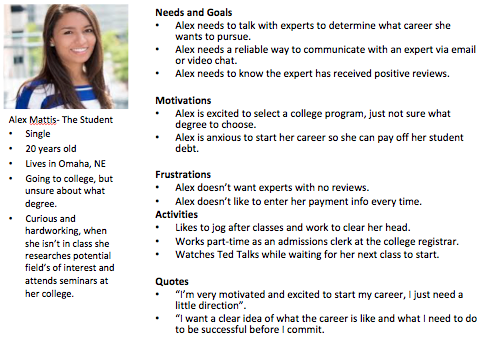 Alex Mattis- The Student
• Single
• 20 years old
• Lives in Omaha, NE
• Going to college, but
unsure about what
degree.
• Curious and
hardworking, when
she isn't in class she
researches potential
field's of interest and
attends seminars at
her college.
Needs and Goals
• Alex needs to talk with experts to determine what career she
wants to pursue.
• Alex needs a reliable way to communicate with an expert via email
or video chat.
• Alex needs to know the expert has received positive reviews.
Motivations
• Alex is excited to select a college program, just not sure what
degree to choose.
• Alex is anxious to start her career so she can pay off her student
debt.
Frustrations
• Alex doesn't want experts with no reviews.
• Alex doesn't like to enter her payment info every time.
Activities
• Likes to jog after classes and work to clear her head.
• Works part-time as an admissions clerk at the college registrar.
• Watches Ted Talks while waiting for her next class to start.
Quotes
• "I'm very motivated and excited to start my career, I just need a
little direction".
• "I want a clear idea of what the career is like and what I need to do
to be successful before I commit.